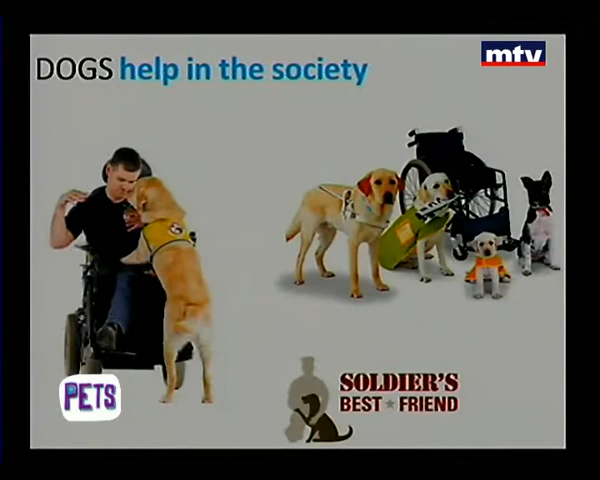 DOGS help in the society
mtv
PETS
SOLDIER'S
BEST ★ FRIEND